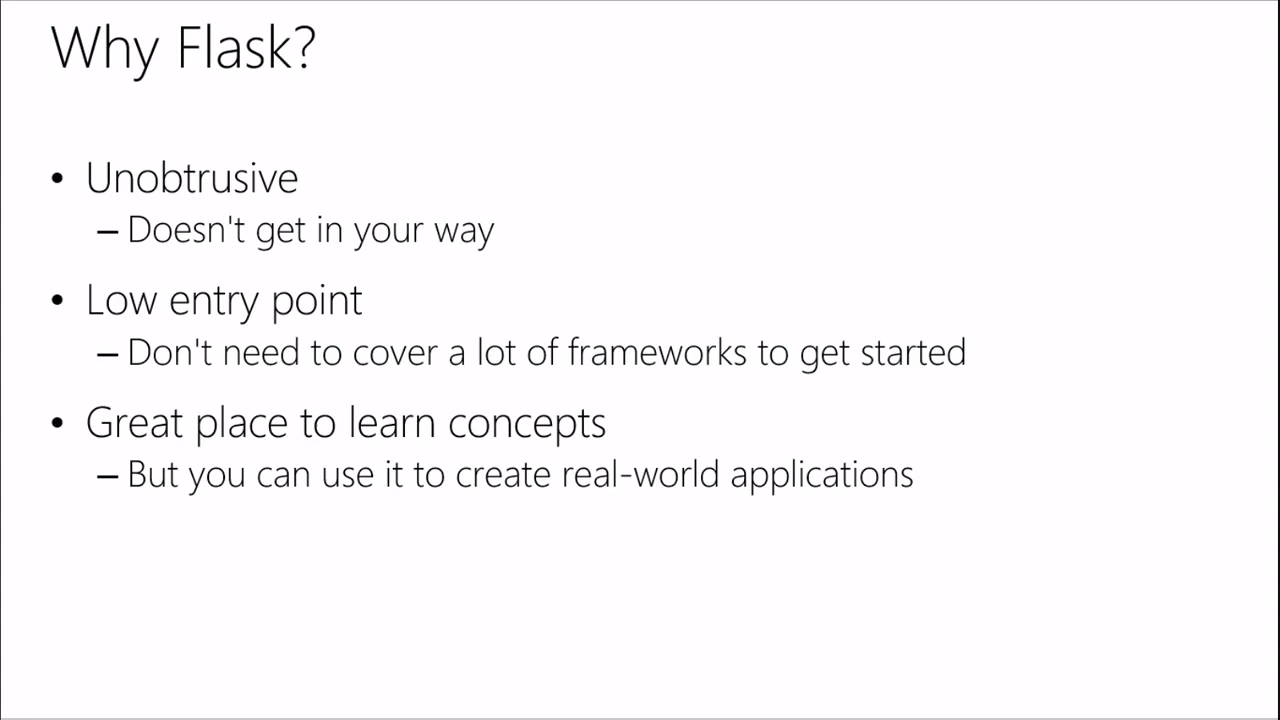 Why Flask?
• Unobtrusive
– Doesn't get in your way
• Low entry point
– Don't need to cover a lot of frameworks to get started
• Great place to learn concepts
– But you can use it to create real-world applications